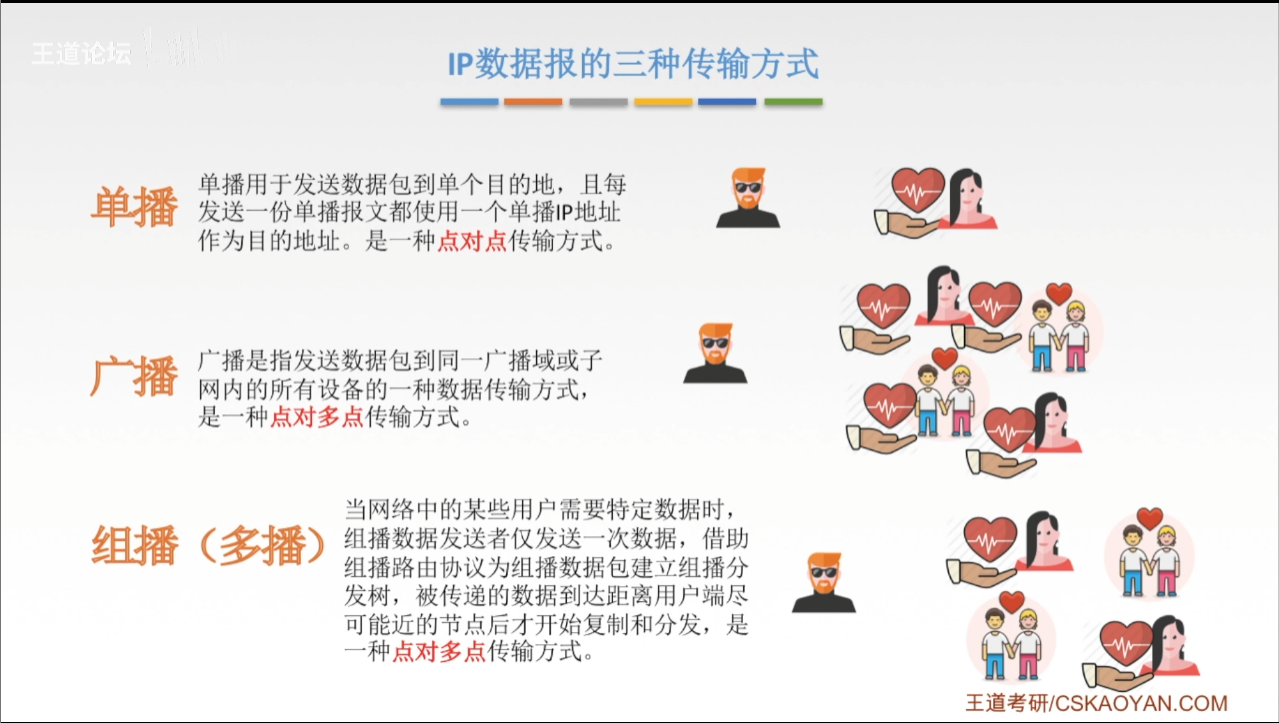 王道论坛
IP数据报的三种传输方式
单播
单播用于发送数据包到单个目的地，且每
发送一份单播报文都使用一个单播IP地址
作为目的地址。是一种点对点传输方式。
广播
广播是指发送数据包到同一广播域或子
网内的所有设备的一种数据传输方式，
是一种点对多点传输方式。
组播（多播）
当网络中的某些用户需要特定数据时，
组播数据发送者仅发送一次数据，借助
组播路由协议为组播数据包建立组播分
发树，被传递的数据到达距离用户端尽
可能近的节点后才开始复制和分发，是
一种点对多点传输方式。
王道考研/CSKAOYAN.COM